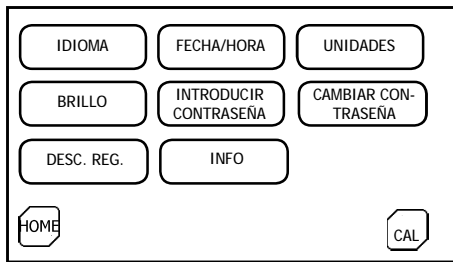 IDIOMA
FECHA/HORA
UNIDADES
BRILLO
INTRODUCIR
CONTRASEÑA
CAMBIAR CON-
TRASEÑA
DESC. REG.
INFO
HOME
CAL